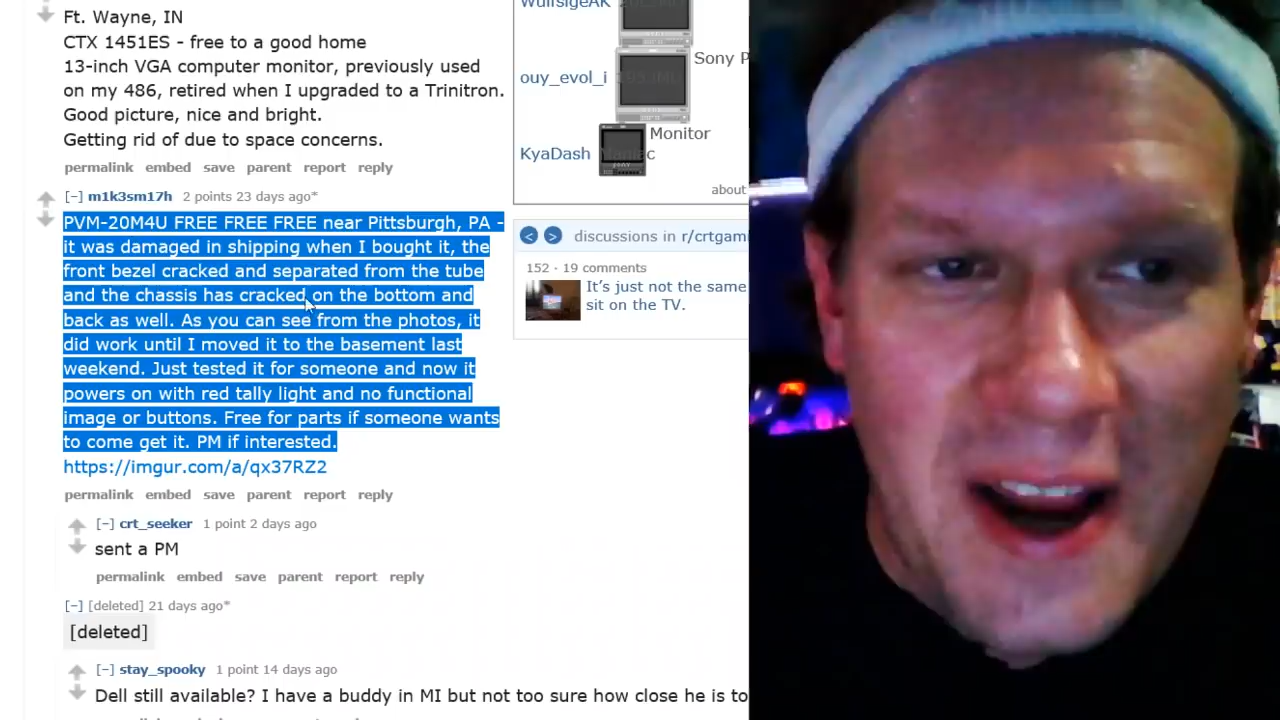 Ft. Wayne, IN
CTX 1451ES - free to a good home
13-inch VGA computer monitor, previously used
on my 486, retired when I upgraded to a Trinitron.
Good picture, nice and bright.
Getting rid of due to space concerns.
permalink embed save parent report reply
[–] m1k3sm17h 2 points 23 days ago*
PVM-20M4U FREE FREE FREE near Pittsburgh, PA -
it was damaged in shipping when I bought it, the
front bezel cracked and separated from the tube
and the chassis has cracked on the bottom and
back as well. As you can see from the photos, it
did work until I moved it to the basement last
weekend. Just tested it for someone and now it
powers on with red tally light and no functional
image or buttons. Free for parts if someone wants
to come get it. PM if interested.
https://imgur.com/a/qx37RZ2
permalink embed save parent report reply
[–] crt_seeker 1 point 2 days ago
sent a PM
permalink embed save parent report reply
[–] [deleted] 21 days ago*
[deleted]
stay_spooky 1 point 14 days ago
[–]
Dell still available? I have a buddy in MI but not too sure how close he is to
WulfsigeAK
Sony P
ouy_evol_i
Monitor
KyaDash
about
< > discussions in r/crtgam
152 · 19 comments
It's just not the same
sit on the TV.